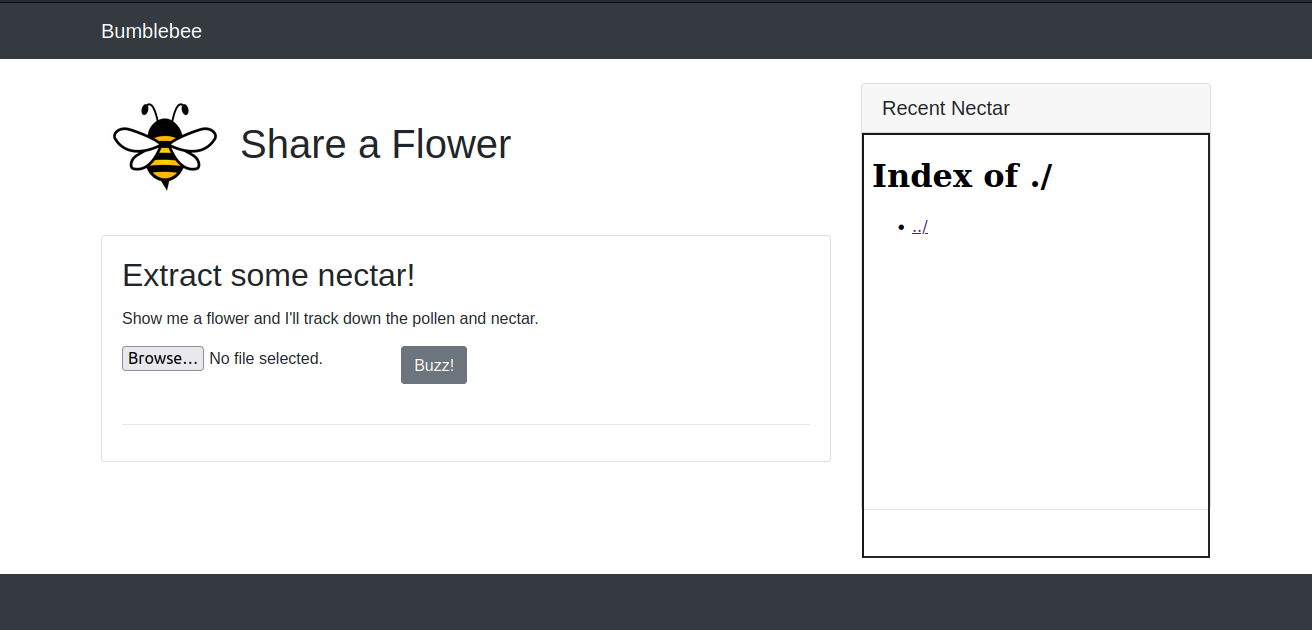 Bumblebee
Share a Flower
Extract some nectar!
Show me a flower and I'll track down the pollen and nectar.
Browse... No file selected. Buzz!
Recent Nectar
Index of ./
• ../